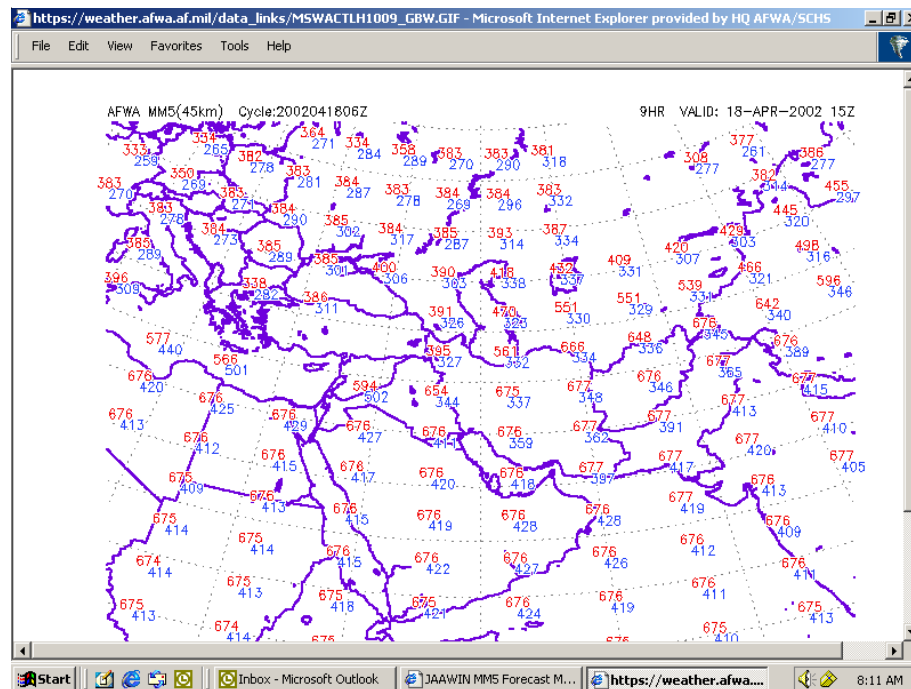 https://weather.afwa.af.mil/data_links/MSWACTLH1009_GBW.GIF - Microsoft Internet Explorer provided by HQ AFWA/SCHS
File Edit View Favorites Tools Help
AFWA MM5(45km) Cycle:2002041806Z 9HR VALID: 18-APR-2002 15Z
333 259 334 265 382 278 364 271 334 284 358 289 383 270 383 290 381 318 308 277 377 261 386 277
383 270 350 269 383 271 383 281 384 287 383 278 384 269 384 296 383 332 382 314 455 297
383 278 384 273 384 290 385 302 384 317 385 287 393 314 387 334 420 307 429 303 445 320 498 316
385 289 385 289 385 301 400 306 390 303 418 338 432 337 409 331 539 331 466 321 596 346
396 309 338 282 386 311 391 326 470 323 551 330 551 329 642 340
577 440 566 501 395 327 561 332 666 334 648 336 676 345 676 389
676 420 676 425 594 502 654 344 675 337 677 348 676 346 677 365 677 415
676 413 676 412 676 429 676 427 676 411 676 359 677 362 677 391 677 413 677 410
675 409 676 415 676 417 676 420 676 418 677 397 677 417 677 420 677 405
675 414 676 413 676 415 676 419 676 428 676 428 677 419 676 413
674 414 675 414 676 415 676 422 676 427 676 426 676 412 676 409
675 413 675 413 675 418 675 421 676 424 676 419 676 411 676 411
674 414 675 675 675 410 675 413
Start Inbox - Microsoft Outlook JAAWIN MM5 Forecast M... https://weather.afwa.... 8:11 AM